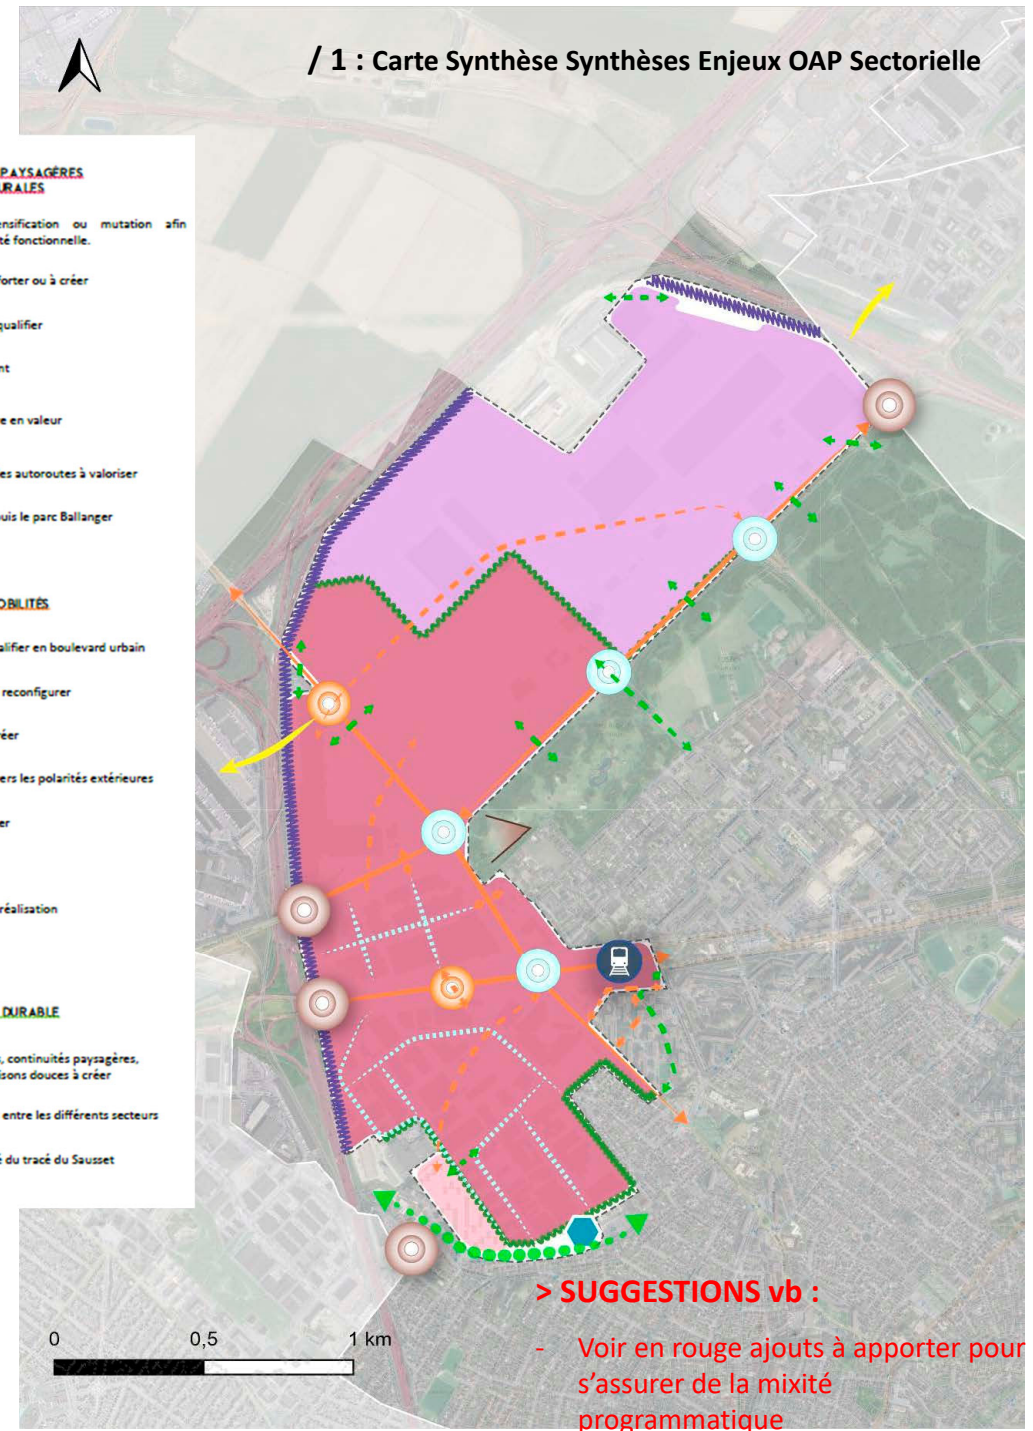 / 1 : Carte Synthèse Synthèses Enjeux OAP Sectorielle
PAYSAGÈRES
URALES
ensification ou mutation afin
té fonctionnelle.
forter ou à créer
qualifier
nt
e en valeur
es autoroutes à valoriser
uis le parc Ballanger
OBILITÉS
alifier en boulevard urbain
reconfigurer
réer
ers les polarités extérieures
er
réalisation
DURABLE
, continuités paysagères,
isons douces à créer
entre les différents secteurs
é du tracé du Sausset
0 0,5 1 km
> SUGGESTIONS vb :
- Voir en rouge ajouts à apporter pour
s’assurer de la mixité
programmatique